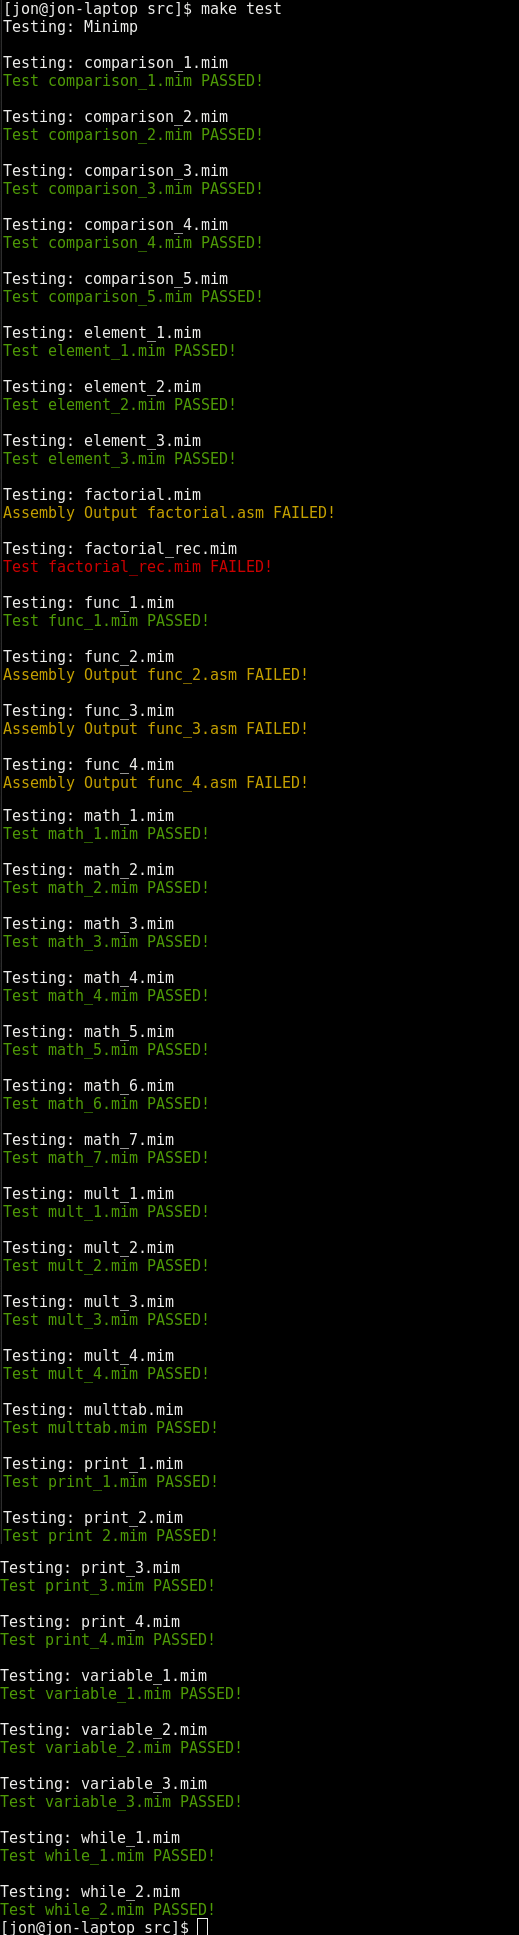 [jon@jon-laptop src]$ make test
Testing: Minimp
Testing: comparison_1.mim
Test comparison_1.mim PASSED!
Testing: comparison_2.mim
Test comparison_2.mim PASSED!
Testing: comparison_3.mim
Test comparison_3.mim PASSED!
Testing: comparison_4.mim
Test comparison_4.mim PASSED!
Testing: comparison_5.mim
Test comparison_5.mim PASSED!
Testing: element_1.mim
Test element_1.mim PASSED!
Testing: element_2.mim
Test element_2.mim PASSED!
Testing: element_3.mim
Test element_3.mim PASSED!
Testing: factorial.mim
Assembly Output factorial.asm FAILED!
Testing: factorial_rec.mim
Test factorial_rec.mim FAILED!
Testing: func_1.mim
Test func_1.mim PASSED!
Testing: func_2.mim
Assembly Output func_2.asm FAILED!
Testing: func_3.mim
Assembly Output func_3.asm FAILED!
Testing: func_4.mim
Assembly Output func_4.asm FAILED!
Testing: math_1.mim
Test math_1.mim PASSED!
Testing: math_2.mim
Test math_2.mim PASSED!
Testing: math_3.mim
Test math_3.mim PASSED!
Testing: math_4.mim
Test math_4.mim PASSED!
Testing: math_5.mim
Test math_5.mim PASSED!
Testing: math_6.mim
Test math_6.mim PASSED!
Testing: math_7.mim
Test math_7.mim PASSED!
Testing: mult_1.mim
Test mult_1.mim PASSED!
Testing: mult_2.mim
Test mult_2.mim PASSED!
Testing: mult_3.mim
Test mult_3.mim PASSED!
Testing: mult_4.mim
Test mult_4.mim PASSED!
Testing: multtab.mim
Test multtab.mim PASSED!
Testing: print_1.mim
Test print_1.mim PASSED!
Testing: print_2.mim
Test print 2.mim PASSED!
Testing: print_3.mim
Test print_3.mim PASSED!
Testing: print_4.mim
Test print_4.mim PASSED!
Testing: variable_1.mim
Test variable_1.mim PASSED!
Testing: variable_2.mim
Test variable_2.mim PASSED!
Testing: variable_3.mim
Test variable_3.mim PASSED!
Testing: while_1.mim
Test while_1.mim PASSED!
Testing: while_2.mim
Test while_2.mim PASSED!
[jon@jon-laptop src]$